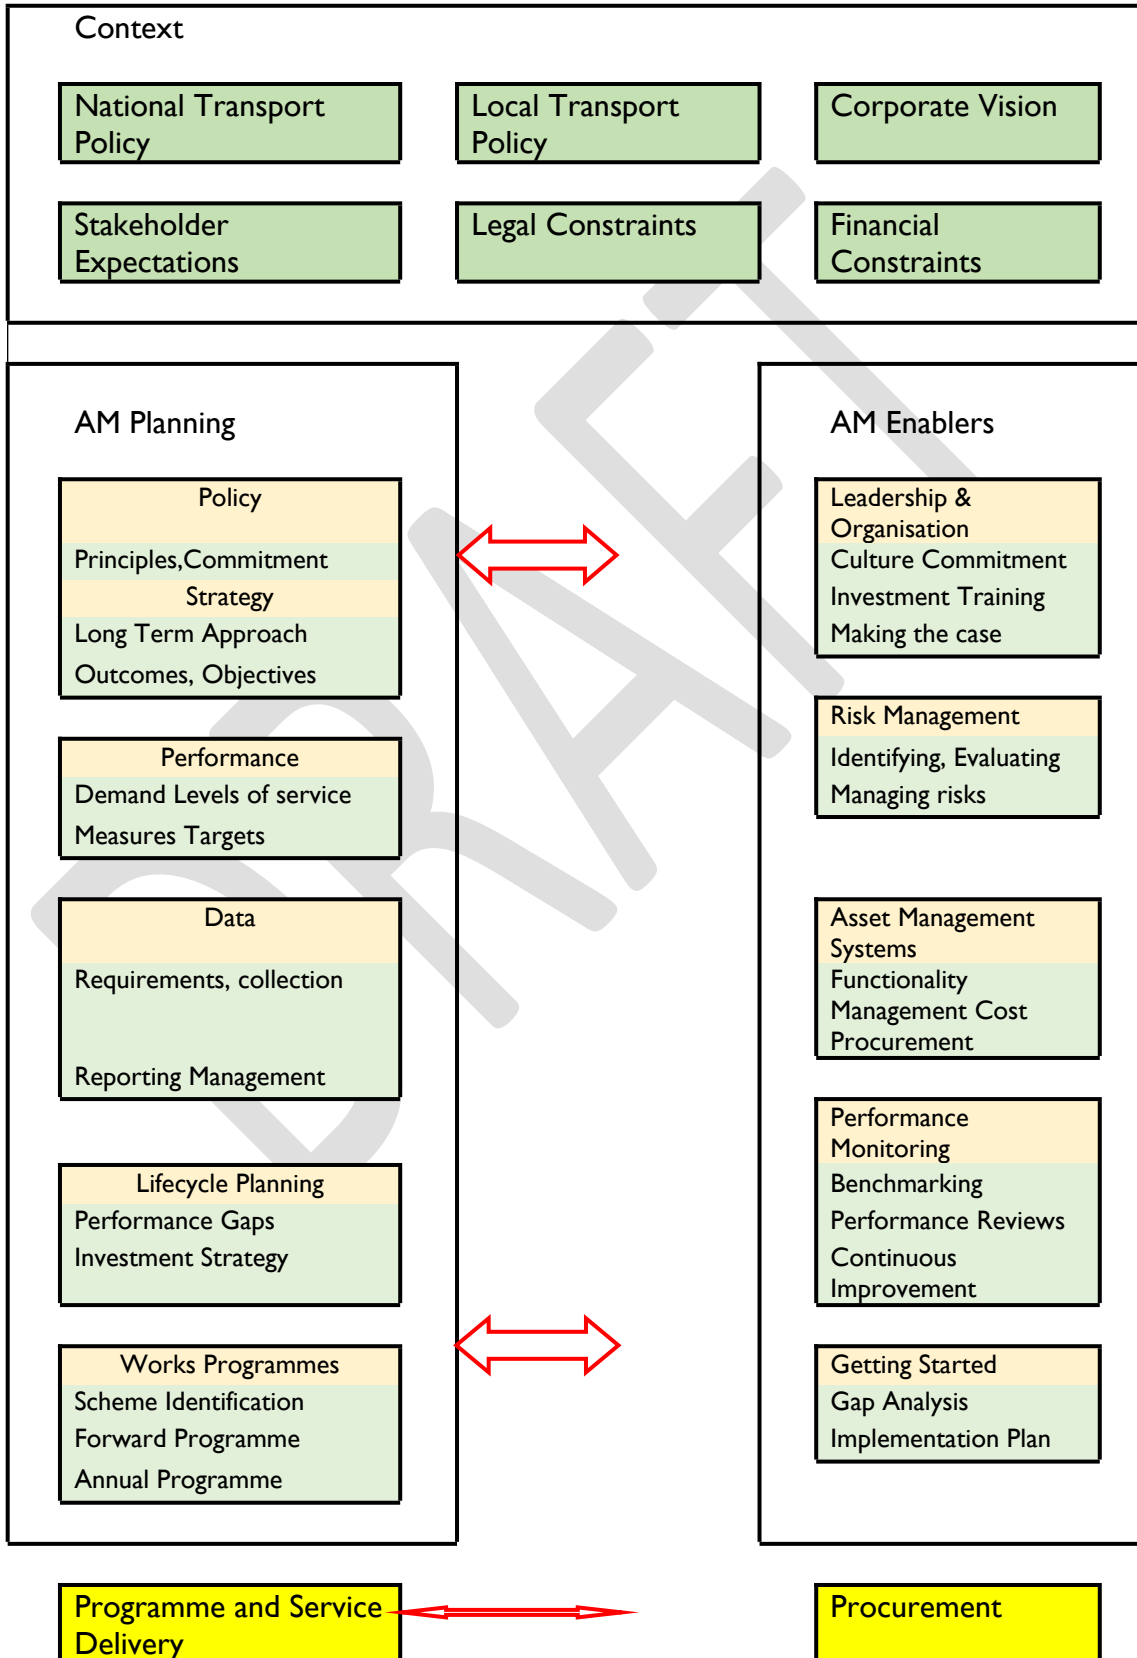 Context
National Transport
Policy
Local Transport
Policy
Corporate Vision
Stakeholder
Expectations
Legal Constraints
Financial
Constraints
AM Planning
Policy
Principles,Commitment
Strategy
Long Term Approach
Outcomes, Objectives
Performance
Demand Levels of service
Measures Targets
Data
Requirements, collection
Reporting Management
Lifecycle Planning
Performance Gaps
Investment Strategy
Works Programmes
Scheme Identification
Forward Programme
Annual Programme
AM Enablers
Leadership &
Organisation
Culture Commitment
Investment Training
Making the case
Risk Management
Identifying, Evaluating
Managing risks
Asset Management
Systems
Functionality
Management Cost
Procurement
Performance
Monitoring
Benchmarking
Performance Reviews
Continuous
Improvement
Getting Started
Gap Analysis
Implementation Plan
Programme and Service
Delivery
Procurement
DRAFT